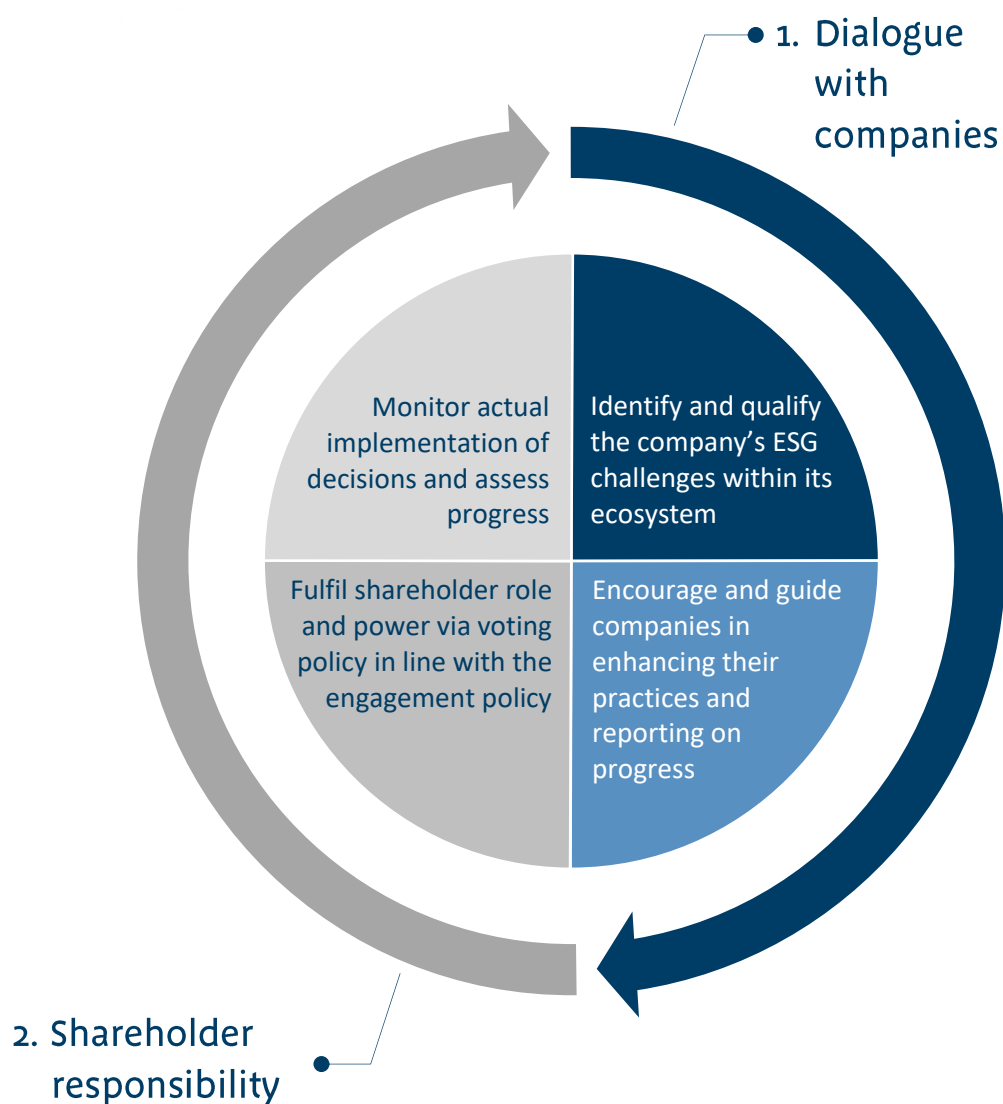 1. Dialogue
with
companies
Monitor actual
implementation of
decisions and assess
progress
Identify and qualify
the company’s ESG
challenges within its
ecosystem
Fulfil shareholder role
and power via voting
policy in line with the
engagement policy
Encourage and guide
companies in
enhancing their
practices and
reporting on
progress
2. Shareholder
responsibility